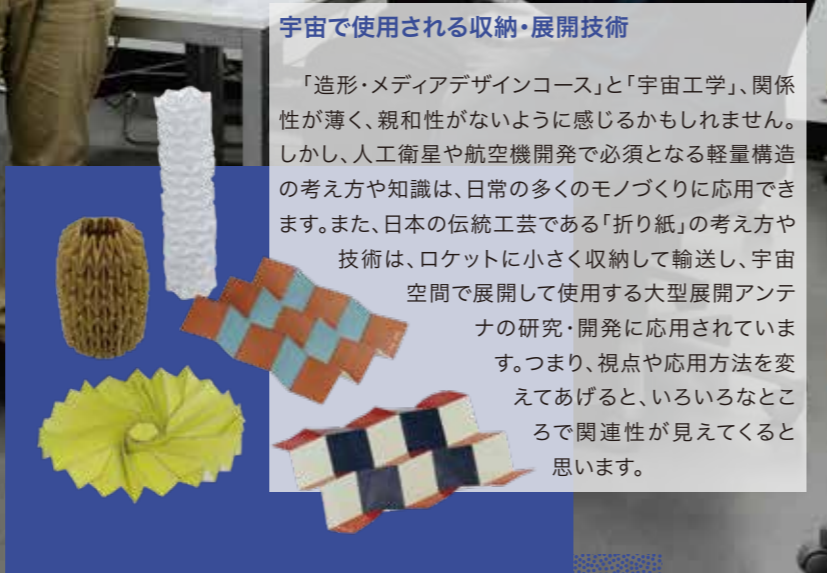 宇宙で使用される収納・展開技術
「造形・メディアデザインコース」と「宇宙工学」、関係
性が薄く、親和性がないように感じるかもしれません。
しかし、人工衛星や航空機開発で必須となる軽量構造
の考え方や知識は、日常の多くのモノづくりに応用でき
ます。また、日本の伝統工芸である「折り紙」の考え方や
技術は、ロケットに小さく収納して輸送し、宇宙
空間で展開して使用する大型展開アンテ
ナの研究・開発に応用されていま
す。つまり、視点や応用方法を変
えてあげると、いろいろなとこ
ろで関連性が見えてくると
思います。